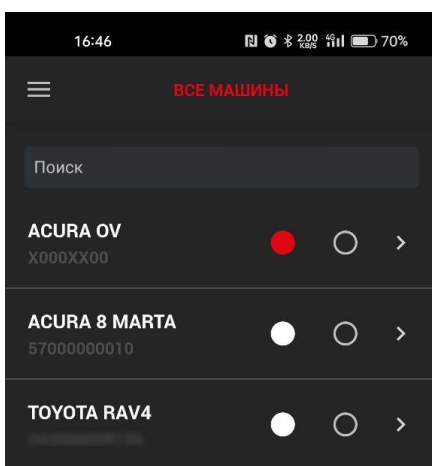 16:46 2.00 KB/S 4G 70%
ВСЕ МАШИНЫ
Поиск
ACURA OV
X000XX00
ACURA 8 MARTA
57000000010
TOYOTA RAV4